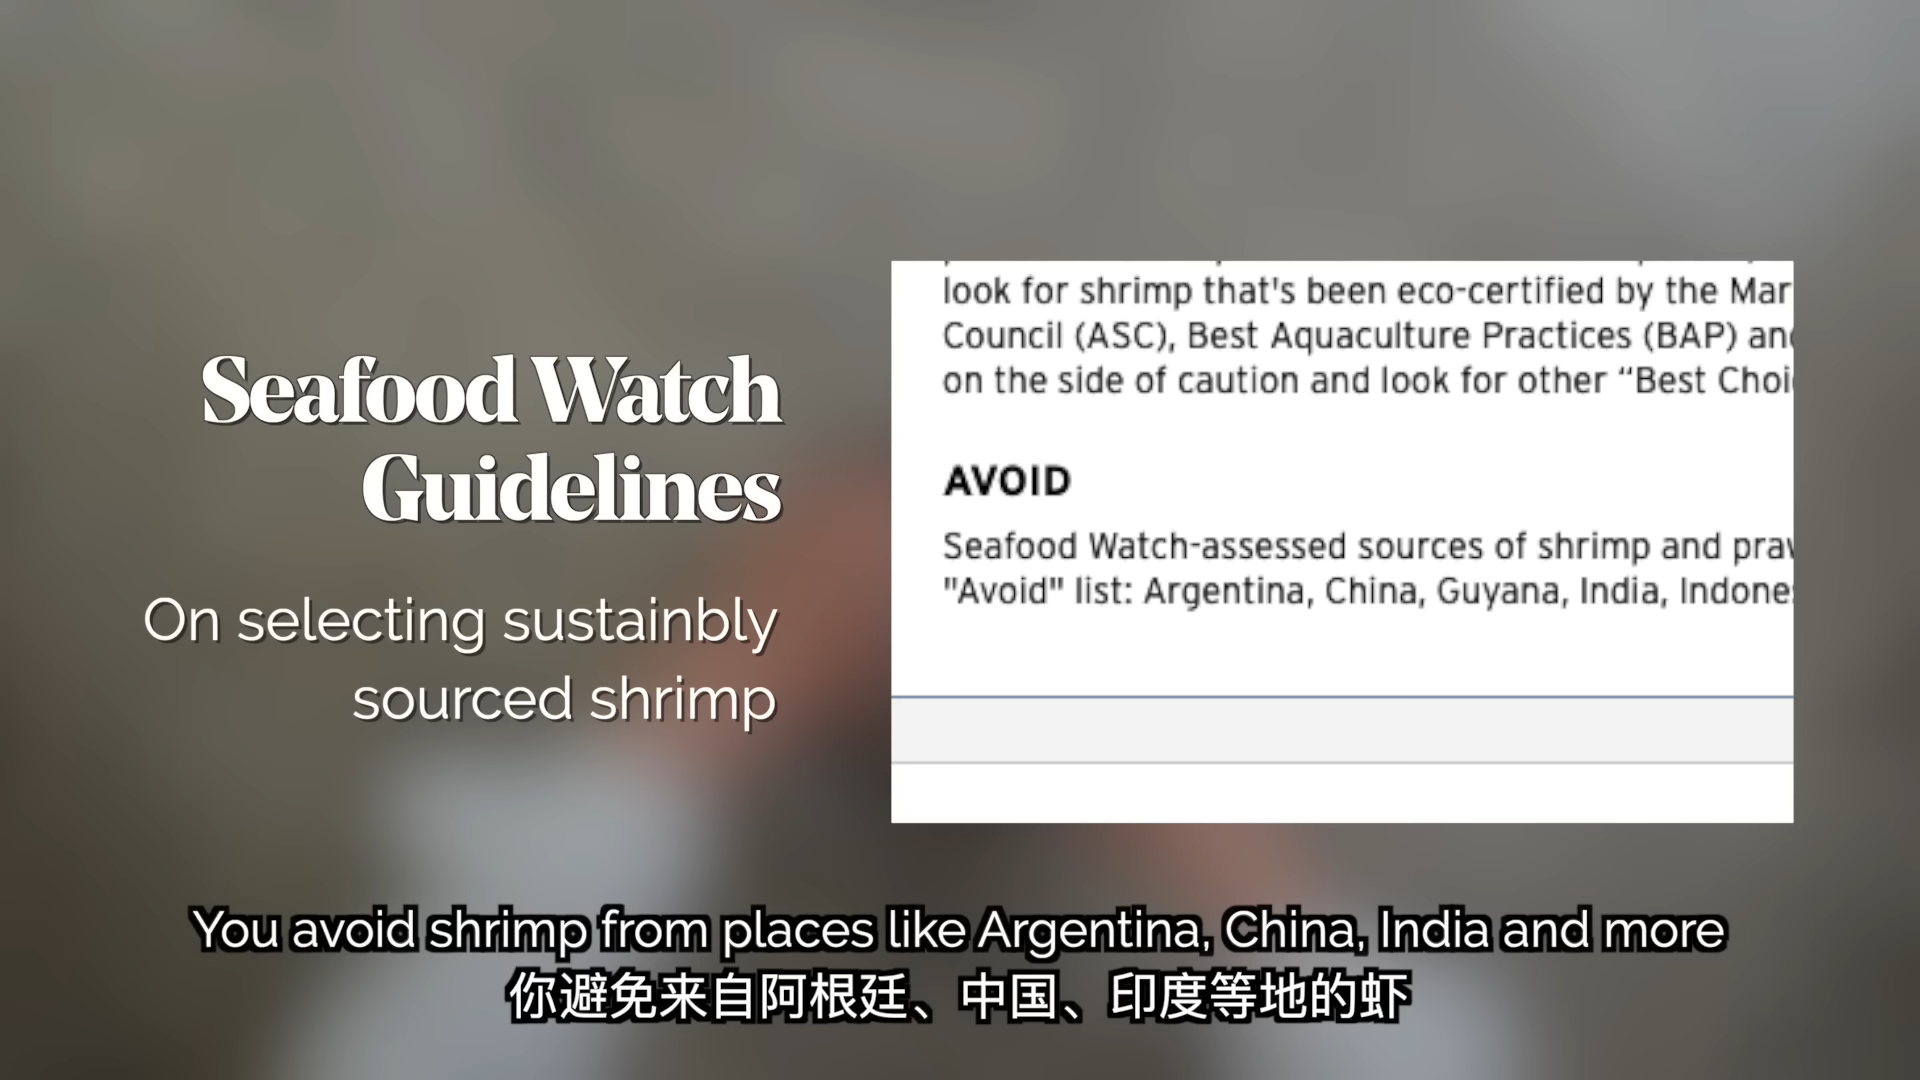 Seafood Watch
Guidelines
On selecting sustainbly
sourced shrimp
look for shrimp that's been eco-certified by the Mar
Council (ASC), Best Aquaculture Practices (BAP) and
on the side of caution and look for other “Best Choi
AVOID
Seafood Watch-assessed sources of shrimp and
"Avoid" list: Argentina, China, Guyana, India, Indone
You avoid shrimp from places like Argentina, China, India and more
你避免来自阿根廷、中国、印度等地的虾